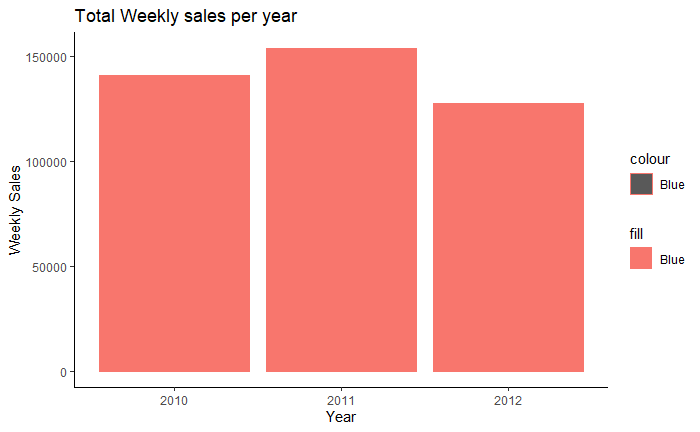 Total Weekly sales per year
150000
100000
50000
0
Weekly Sales
2010 2011 2012
Year
colour
Blue
fill
Blue